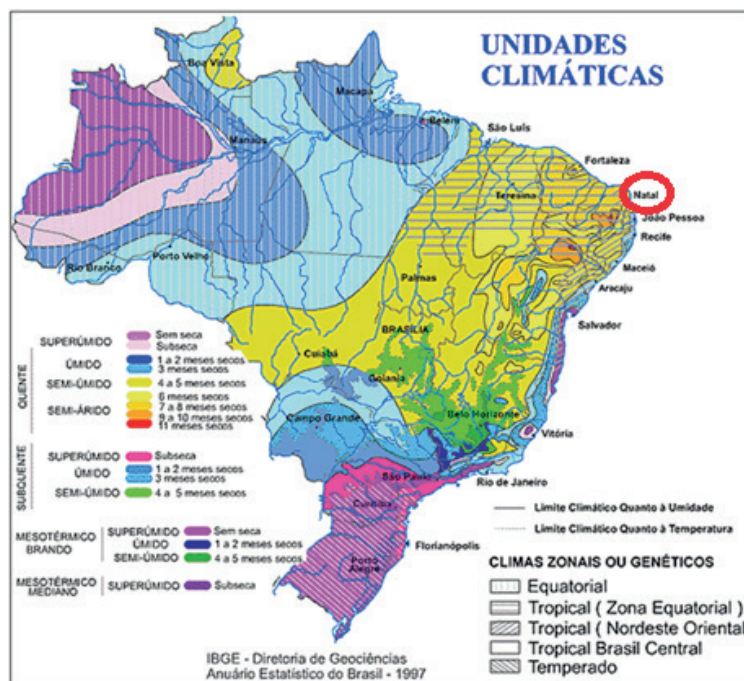 UNIDADES
CLIMÁTICAS
Boa Vista
Macapá
Belém
Manaus
São Luís
Fortaleza
Teresina
Natal
João Pessoa
Recife
Maceió
Aracaju
Salvador
Rio Branco
Porto Velho
Palmas
BRASÍLIA
Cuiabá
Goiania
Campo Grande
Belo Horizonte
Vitória
São Paulo
Rio de Janeiro
Curitiba
Florianópolis
Porto
Alegre
QUENTE
SUPERÚMIDO Sem seca
Subseca
ÚMIDO 1 a 2 meses secos
3 meses secos
SEMI-ÚMIDO 4 a 5 meses secos
SEMI-ÁRIDO 6 meses secos
7 a 8 meses secos
9 a 10 meses secos
11 meses secos
SUBQUENTE
SUPERÚMIDO Subseca
ÚMIDO 1 a 2 meses secos
3 meses secos
SEMI-ÚMIDO 4 a 5 meses secos
MESOTÉRMICO
BRANDO
SUPERÚMIDO Sem seca
ÚMIDO 1 a 2 meses secos
SEMI-ÚMIDO 4 a 5 meses secos
MESOTÉRMICO
MEDIANO
SUPERÚMIDO Subseca
Limite Climático Quanto à Umidade
Limite Climático Quanto à Temperatura
CLIMAS ZONAIS OU GENÉTICOS
Equatorial
Tropical ( Zona Equatorial )
Tropical ( Nordeste Oriental
Tropical Brasil Central
Temperado
IBGE - Diretoria de Geociências
Anuário Estatístico do Brasil - 1997